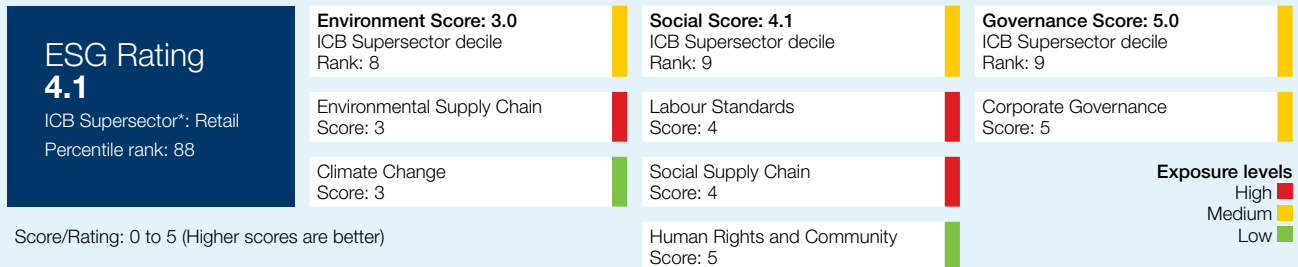 ESG Rating
4.1
ICB Supersector*: Retail
Percentile rank: 88
Score/Rating: 0 to 5 (Higher scores are better)
Environment Score: 3.0
ICB Supersector decile
Rank: 8
Environmental Supply Chain
Score: 3
Climate Change
Score: 3
Social Score: 4.1
ICB Supersector decile
Rank: 9
Labour Standards
Score: 4
Social Supply Chain
Score: 4
Human Rights and Community
Score: 5
Governance Score: 5.0
ICB Supersector decile
Rank: 9
Corporate Governance
Score: 5
Exposure levels
High
Medium
Low